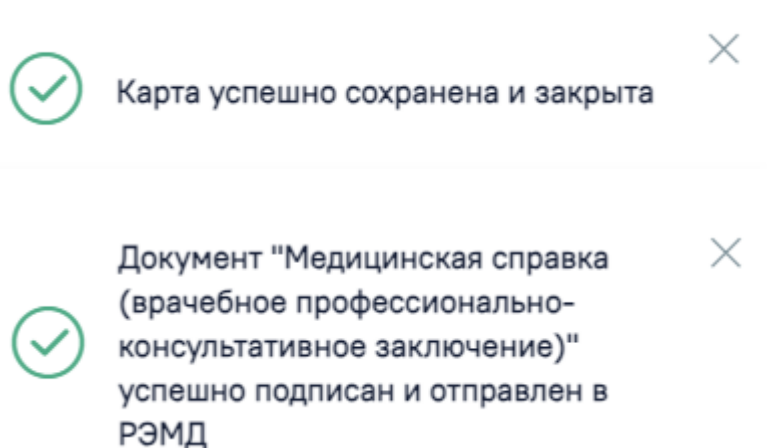 Карта успешно сохранена и закрыта
Документ "Медицинская справка
(врачебное профессионально-
консультативное заключение)"
успешно подписан и отправлен в
РЭМД